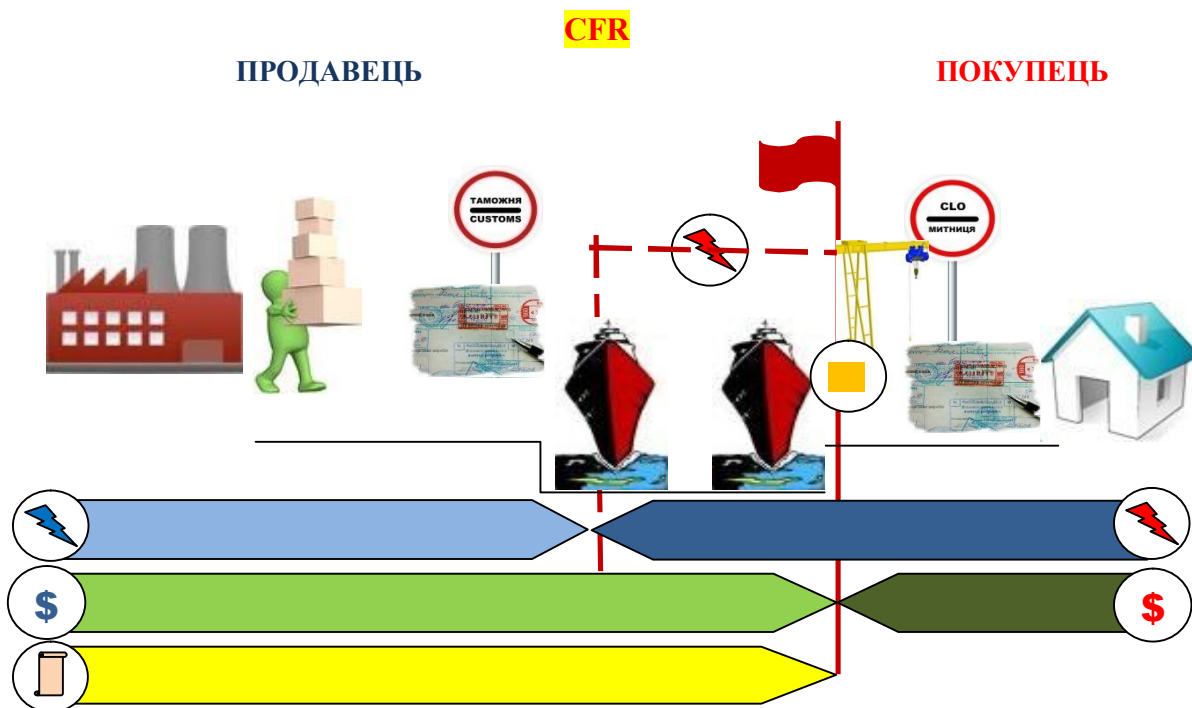 CFR
ПРОДАВЕЦЬ
ПОКУПЕЦЬ
ТАМОЖНЯ
CUSTOMS
CLO
МИТНИЦЯ
$
$